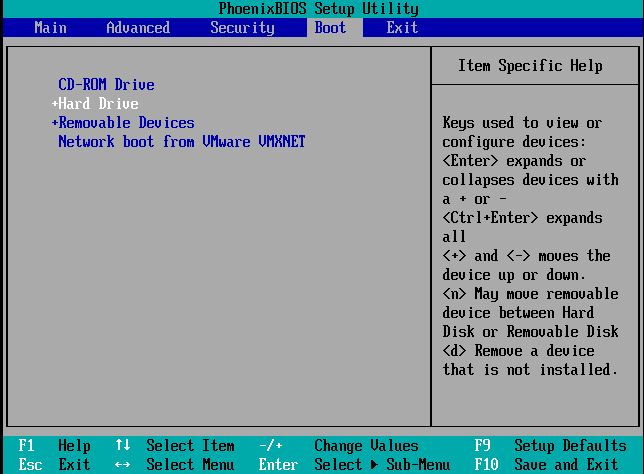 PhoenixBIOS Setup Utility
Main Advanced Security Boot Exit
CD-ROM Drive
+Hard Drive
+Removable Devices
Network boot from VMware VMXNET
Item Specific Help
Keys used to view or
configure devices:
<Enter> expands or
collapses devices with
a + or -
<Ctrl+Enter> expands
all
<+> and <-> moves the
device up or down.
<n> May move removable
device between Hard
Disk or Removable Disk
<d> Remove a device
that is not installed.
F1 Help ↑↓ Select Item -/+ Change Values F9 Setup Defaults
Esc Exit ↔ Select Menu Enter Select ▶ Sub-Menu F10 Save and Exit